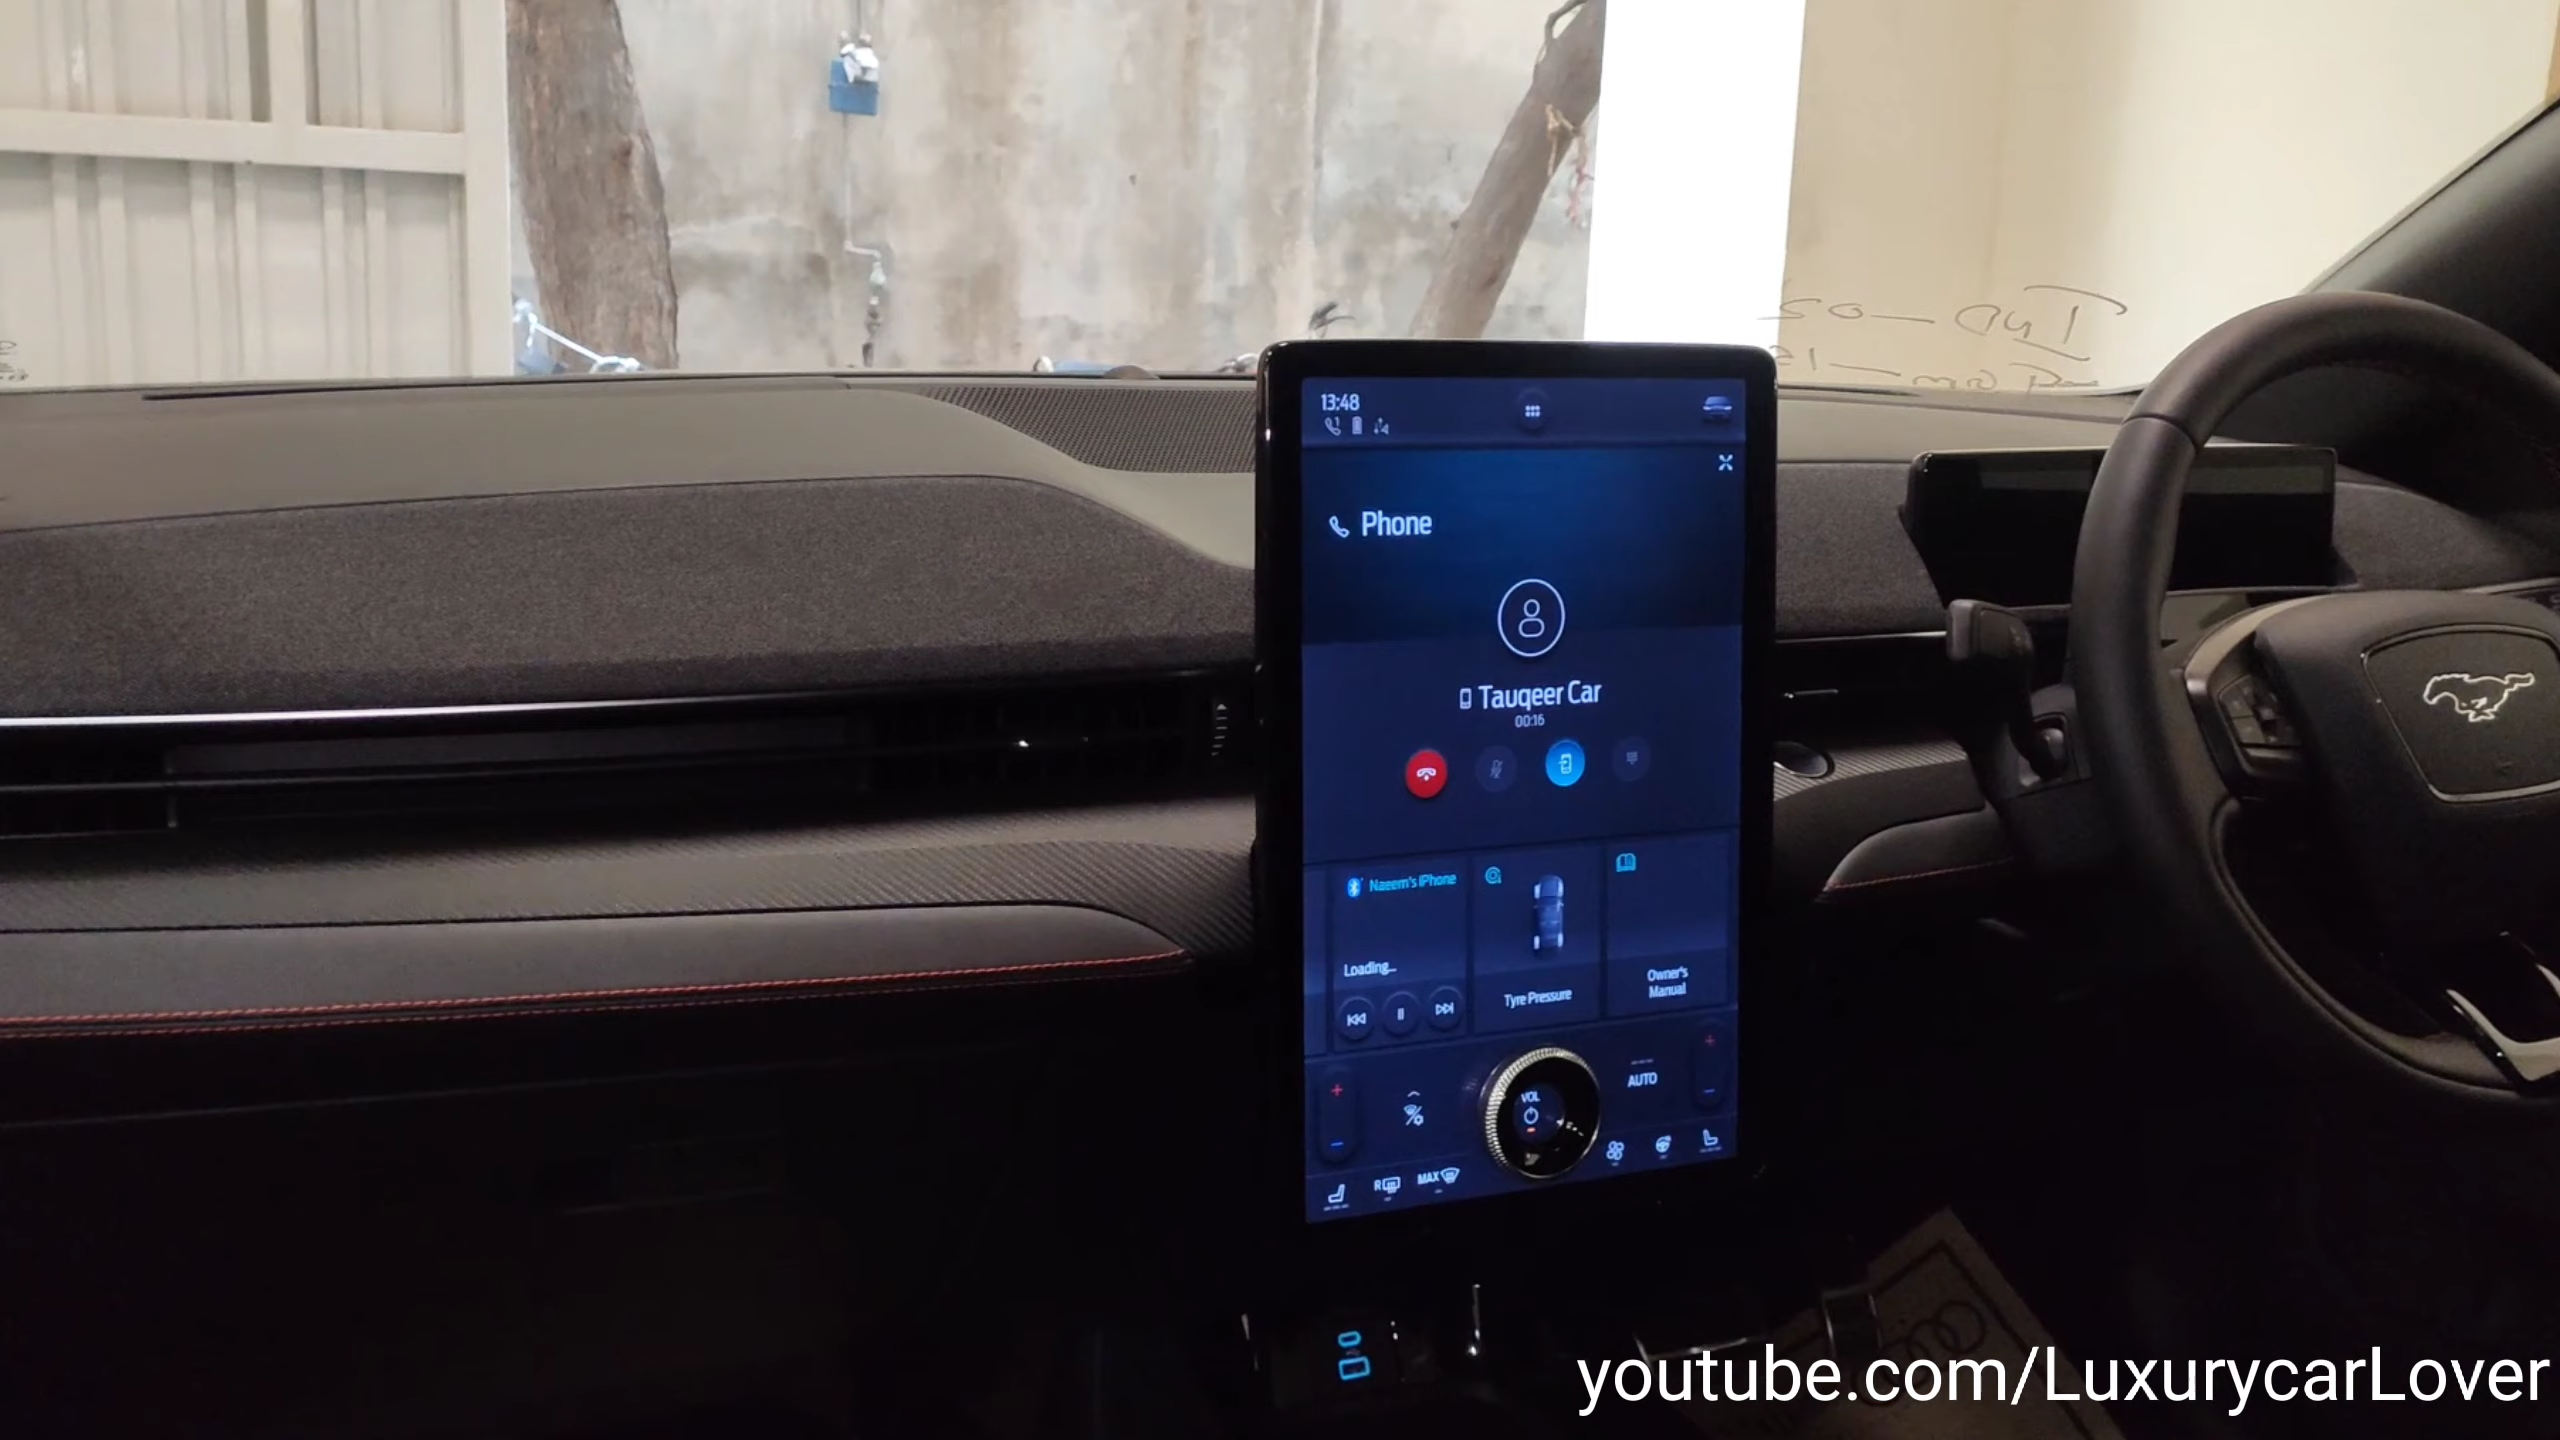 13:48
Phone
Tauqeer Car
00:16
Naeem's iPhone
Loading...
Tyre Pressure
Owner's
Manual
VOL
AUTO
R
MAX
youtube.com/LuxurycarLover